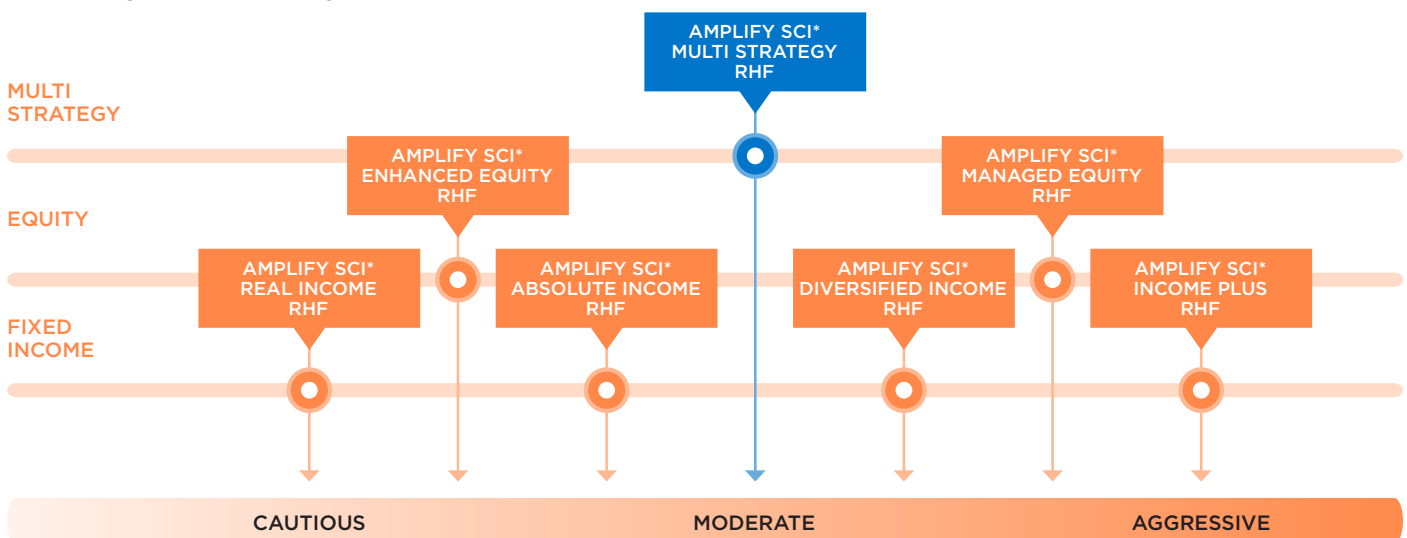 AMPLIFY SCI*
MULTI STRATEGY
RHF
MULTI
STRATEGY
AMPLIFY SCI*
ENHANCED EQUITY
RHF
AMPLIFY SCI*
MANAGED EQUITY
RHF
EQUITY
AMPLIFY SCI*
REAL INCOME
RHF
AMPLIFY SCI*
ABSOLUTE INCOME
RHF
AMPLIFY SCI*
DIVERSIFIED INCOME
RHF
AMPLIFY SCI*
INCOME PLUS
RHF
FIXED
INCOME
CAUTIOUS
MODERATE
AGGRESSIVE